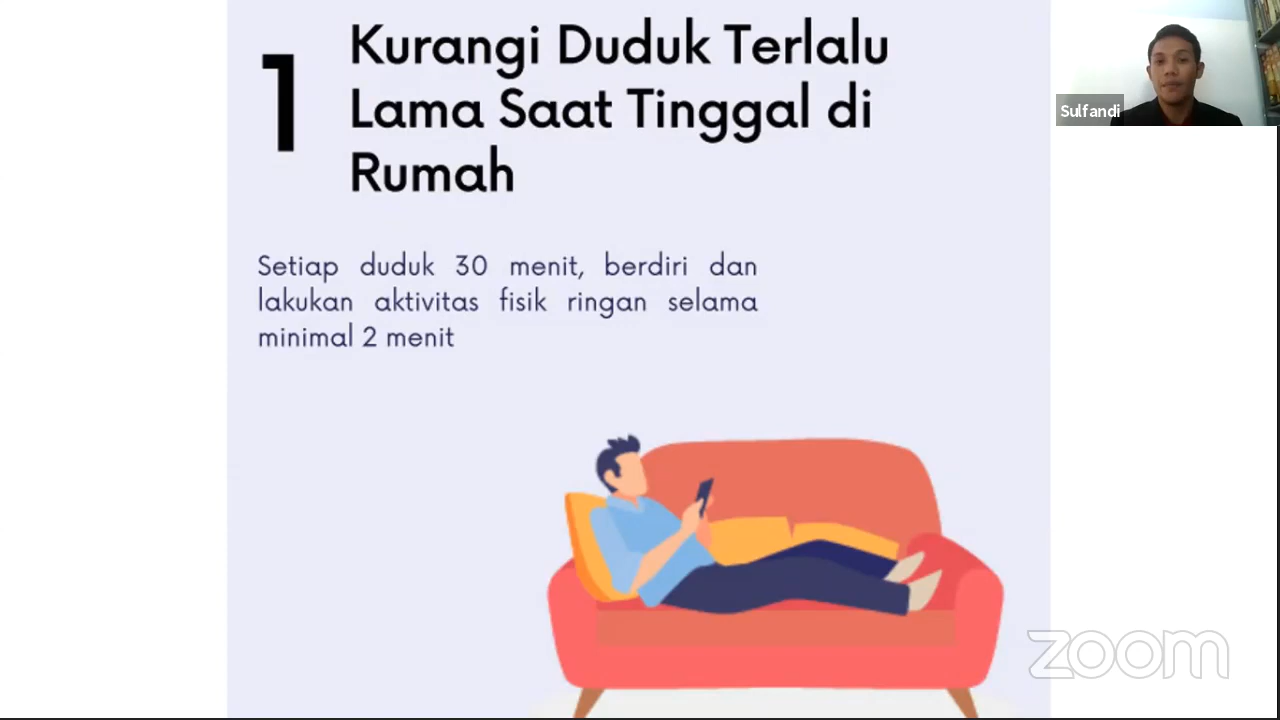 1
Kurangi Duduk Terlalu
Lama Saat Tinggal di
Rumah
Setiap duduk 30 menit, berdiri dan
lakukan aktivitas fisik ringan selama
minimal 2 menit
Sulfandi
zoom